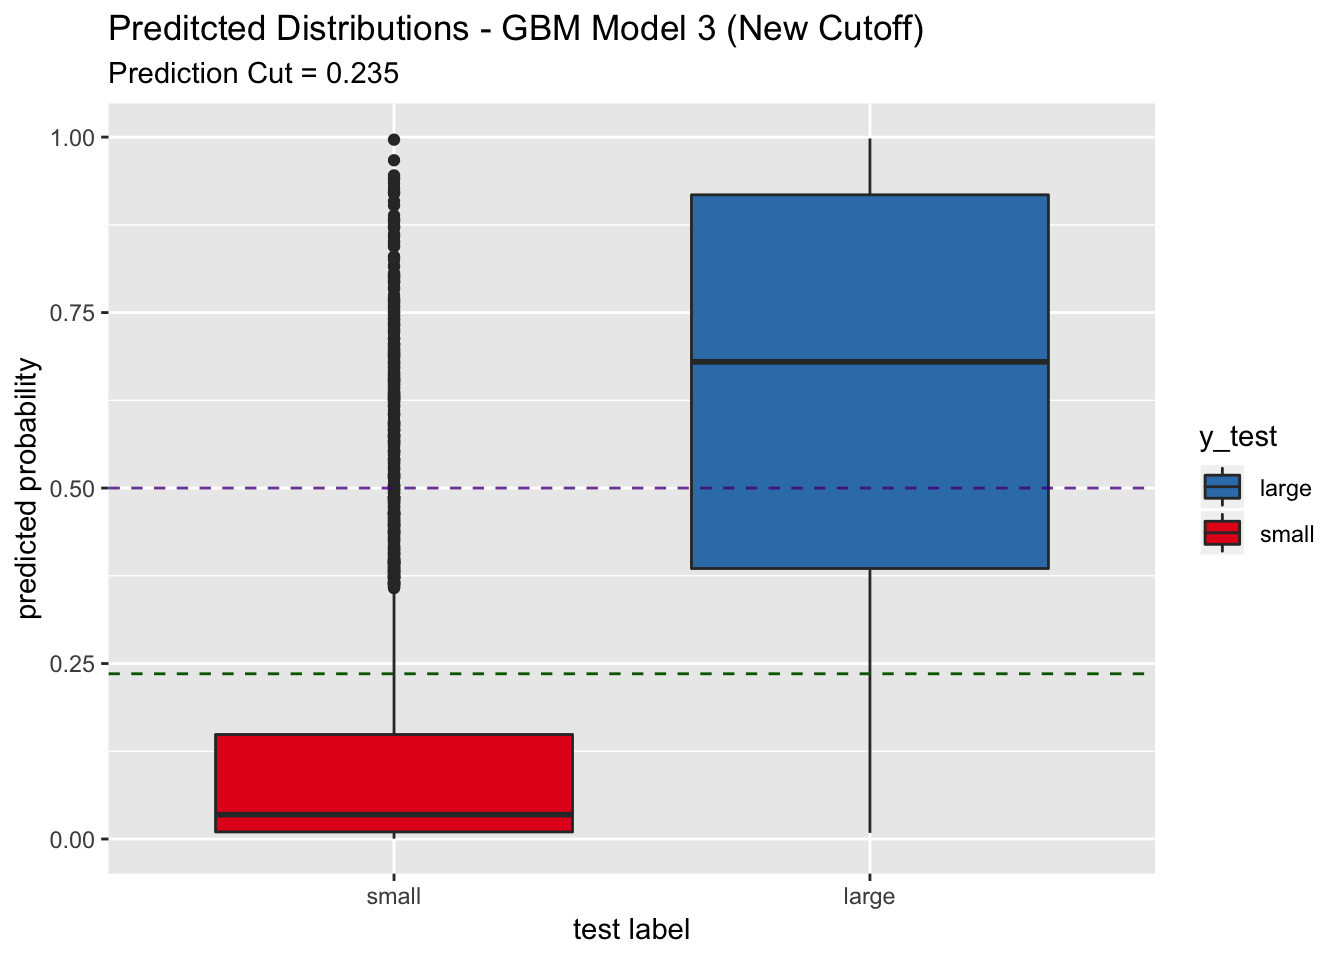 Preditcted Distributions - GBM Model 3 (New Cutoff)
Prediction Cut = 0.235
1.00
0.75
0.50
0.25
0.00
predicted probability
small
large
test label
y_test
large
small